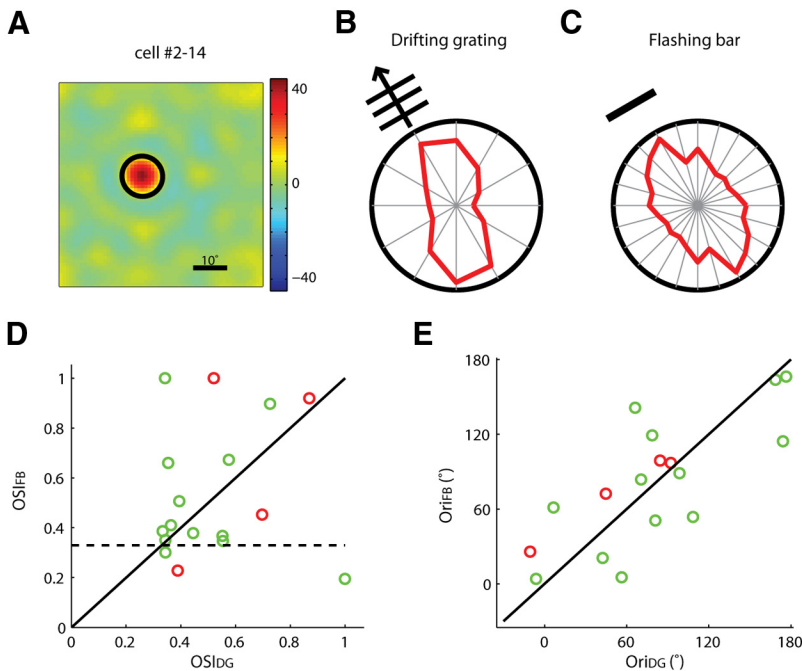 A
cell #2-14
40
0
−40
10°
B
Drifting grating
C
Flashing bar
D
1
0.8
0.6
0.4
0.2
0
OSIFB
0 0.2 0.4 0.6 0.8 1
OSIDG
E
180
120
60
0
OriFB (°)
0 60 120 180
OriDG (°)